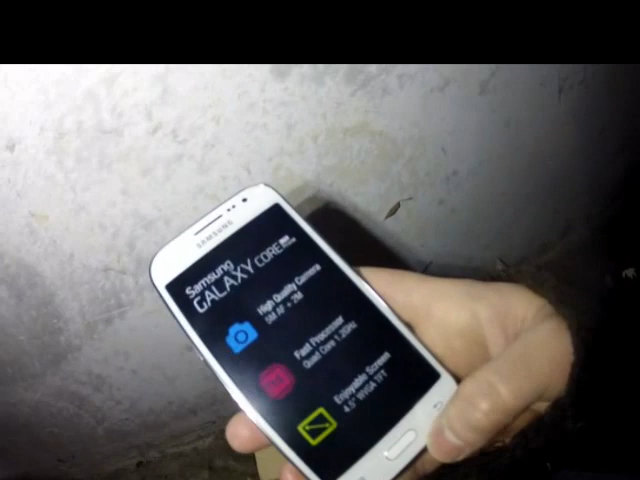 SAMSUNG
Samsung
GALAXY CORE
High Quality Camera
5M AF + 2M
Fast Processor
Quad Core 1.2GHz
Enjoyable Screen
4.5" WVGA TFT